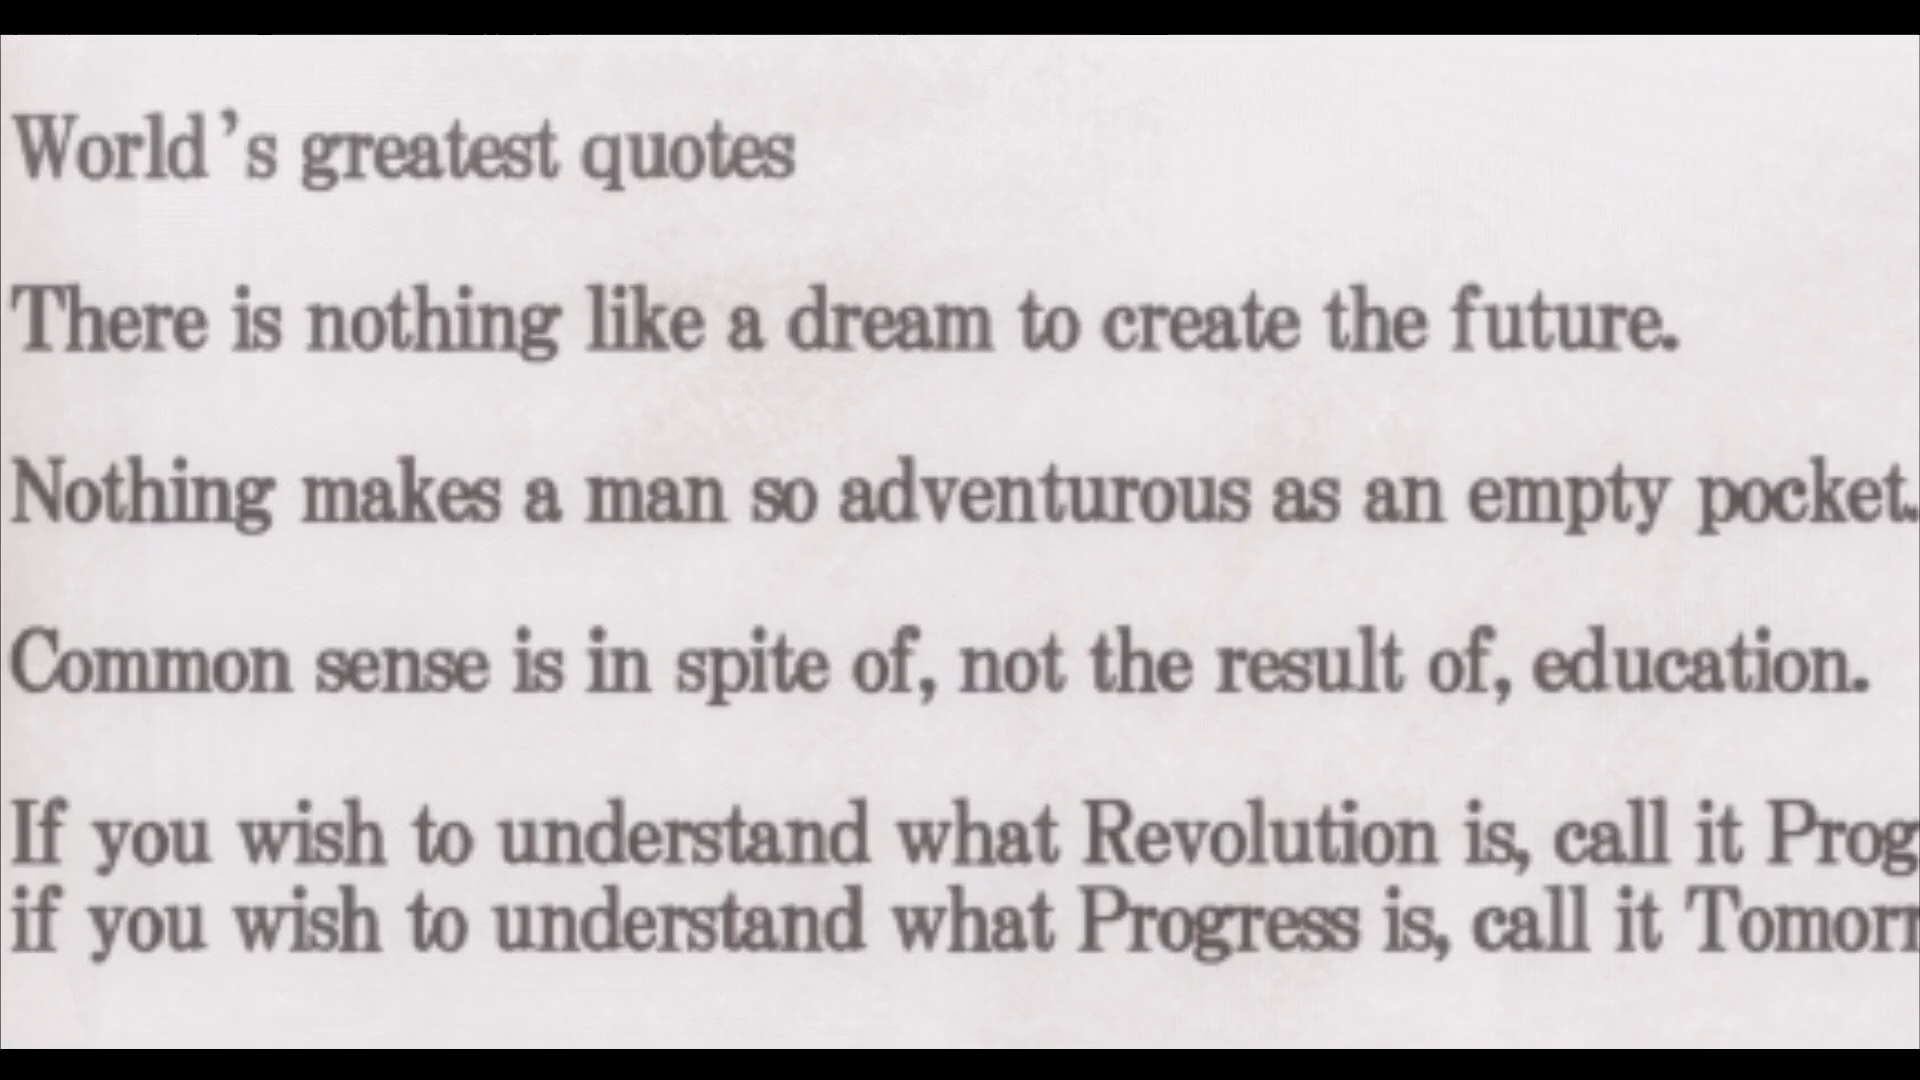 World's greatest quotes
There is nothing like a dream to create the future.
Nothing makes a man so adventurous as an empty pocket.
Common sense is in spite of, not the result of, education.
If you wish to understand what Revolution is, call it Prog
if you wish to understand what Progress is, call it Tomorr